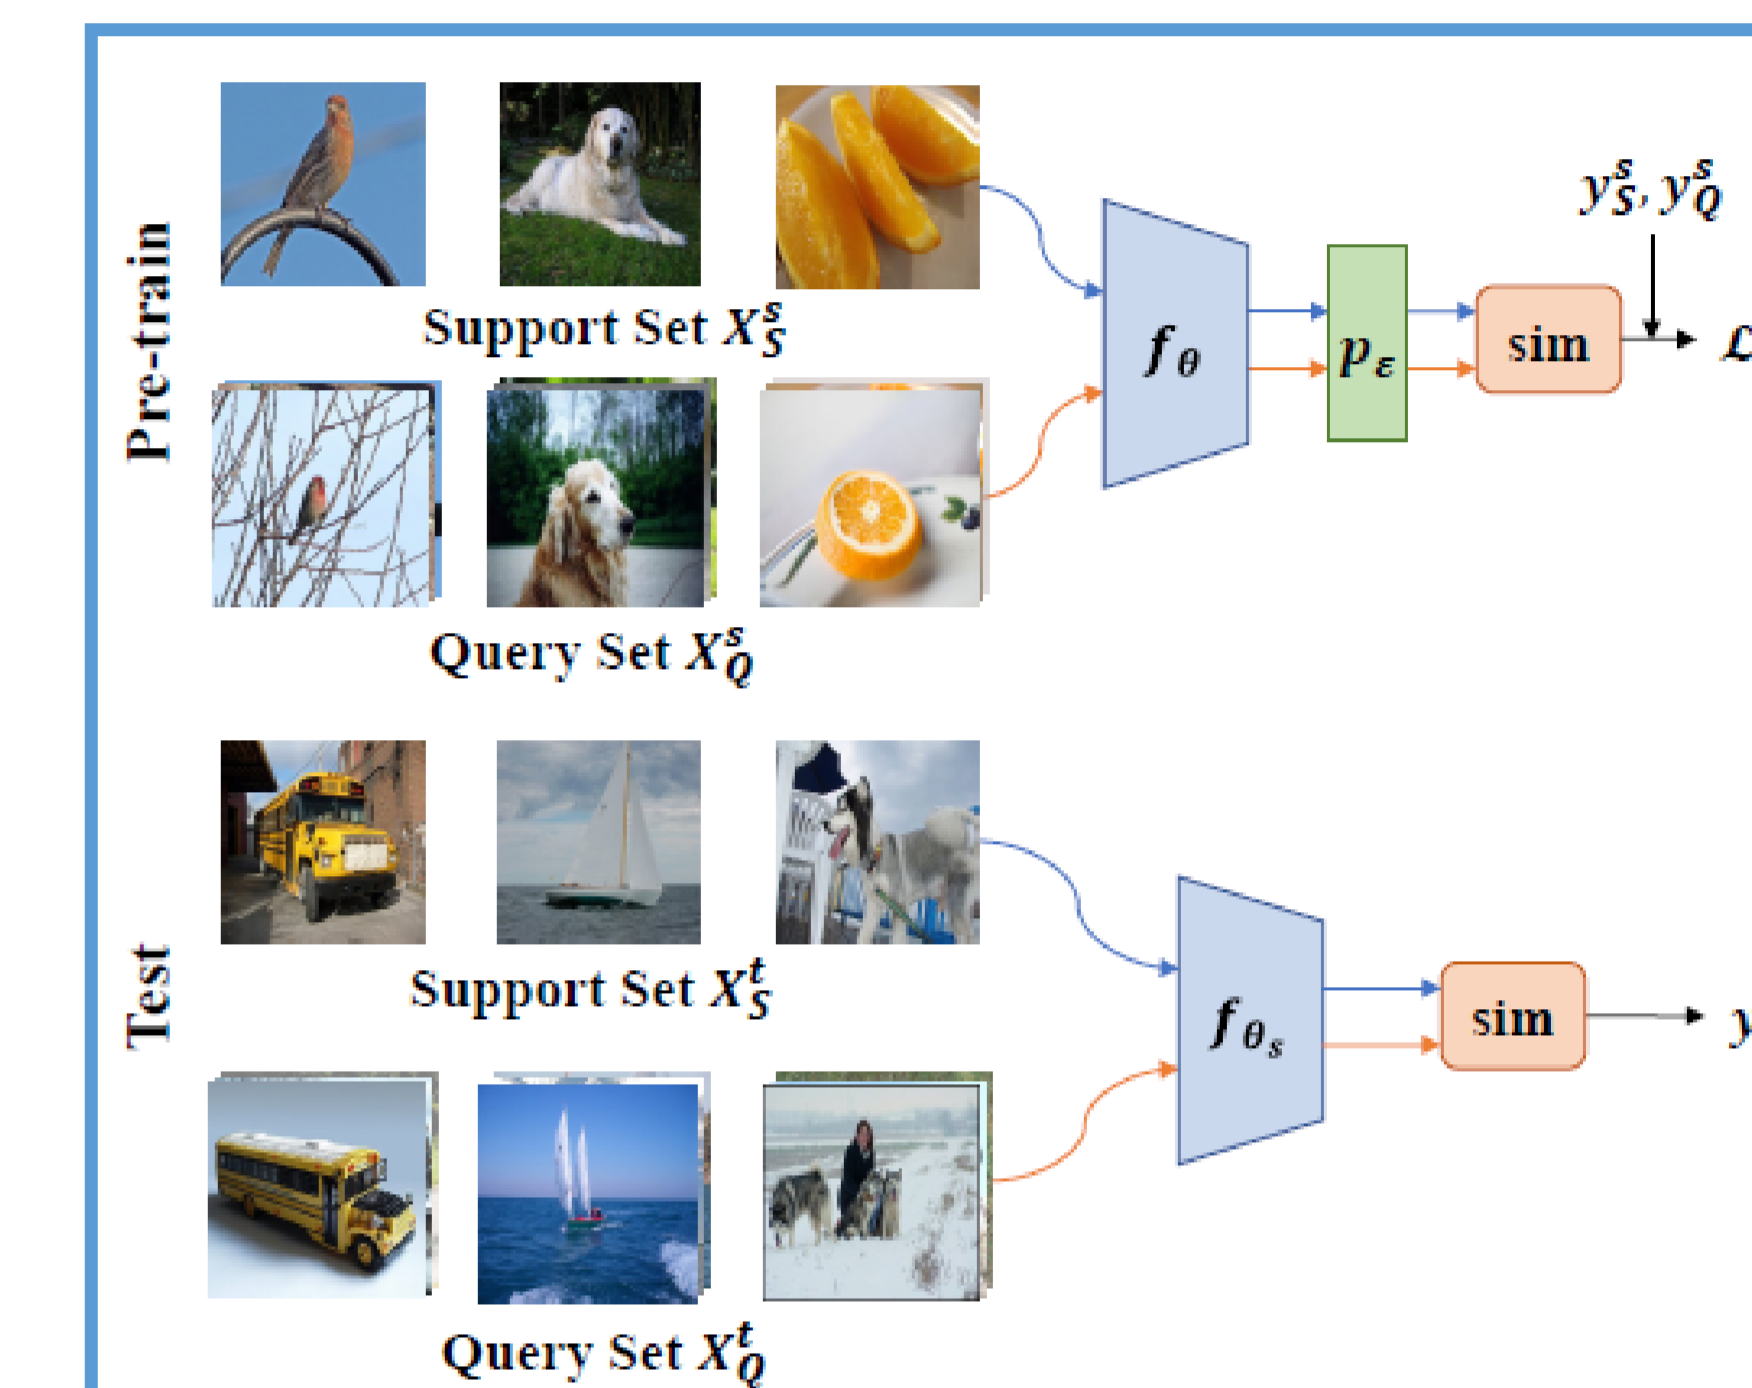 Pre-train
Support Set X_S^s
Query Set X_Q^s
f_θ
p_ε
sim
y_S^s, y_Q^s
ℒ
Test
Support Set X_S^t
Query Set X_Q^t
f_θ_s
sim
y